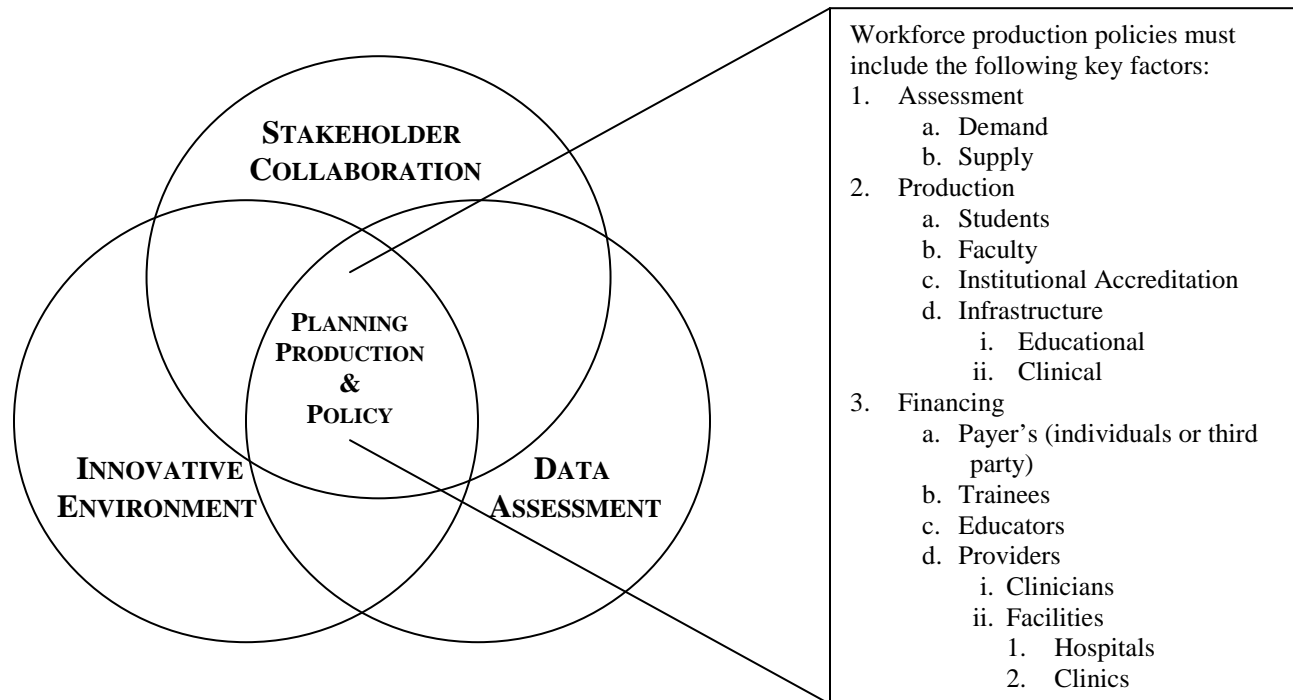 STAKEHOLDER
COLLABORATION
PLANNING
PRODUCTION
&
POLICY
INNOVATIVE
ENVIRONMENT
DATA
ASSESSMENT
Workforce production policies must
include the following key factors:
1. Assessment
a. Demand
b. Supply
2. Production
a. Students
b. Faculty
c. Institutional Accreditation
d. Infrastructure
i. Educational
ii. Clinical
3. Financing
a. Payer’s (individuals or third
party)
b. Trainees
c. Educators
d. Providers
i. Clinicians
ii. Facilities
1. Hospitals
2. Clinics